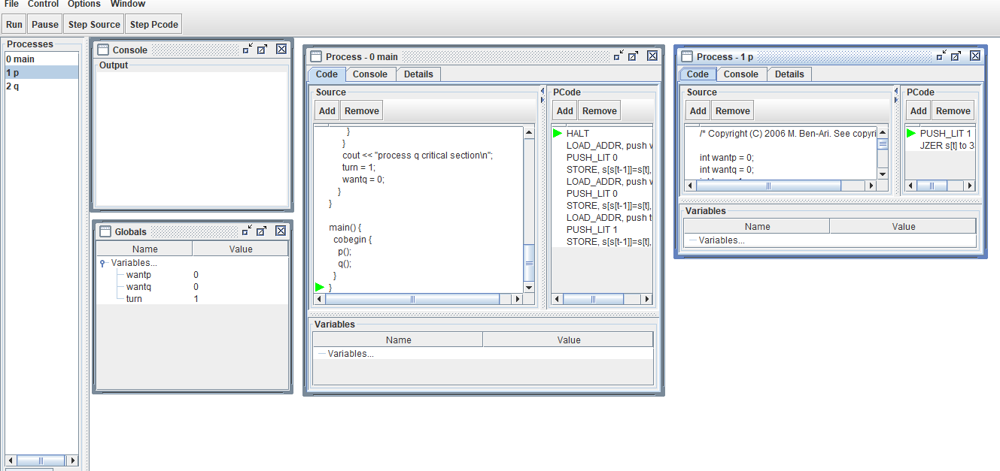 File Control Options Window
Run Pause Step Source Step Pcode
Processes
0 main
1 p
2 q
Console
Output
Globals
Name Value
Variables...
wantp 0
wantq 0
turn 1
Process - 0 main
Code Console Details
Source
Add Remove
}
}
cout << "process q critical section\n";
turn = 1;
wantq = 0;
}
}
main() {
cobegin {
p();
q();
}
}
PCode
Add Remove
HALT
LOAD_ADDR, push
PUSH_LIT 0
STORE, s[s[t-1]]=s[t],
LOAD_ADDR, push
PUSH_LIT 0
STORE, s[s[t-1]]=s[t],
LOAD_ADDR, push t
PUSH_LIT 1
STORE, s[s[t-1]]=s[t],
Variables
Name Value
Variables...
Process - 1 p
Code Console Details
Source
Add Remove
/* Copyright (C) 2006 M. Ben-Ari. See copyri
int wantp = 0;
int wantq = 0;
PCode
Add Remove
PUSH_LIT 1
JZER s[t] to 3
Variables
Name Value
Variables...